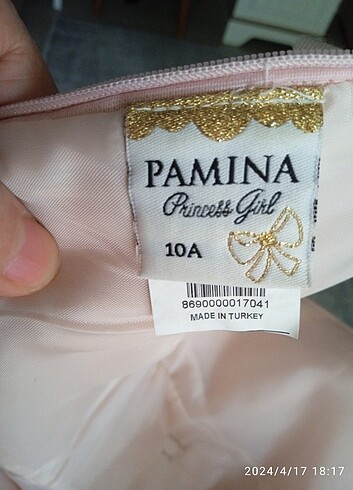 PAMINA
Princess Girl
10A
8690000017041
MADE IN TURKEY
2024/4/17 18:17